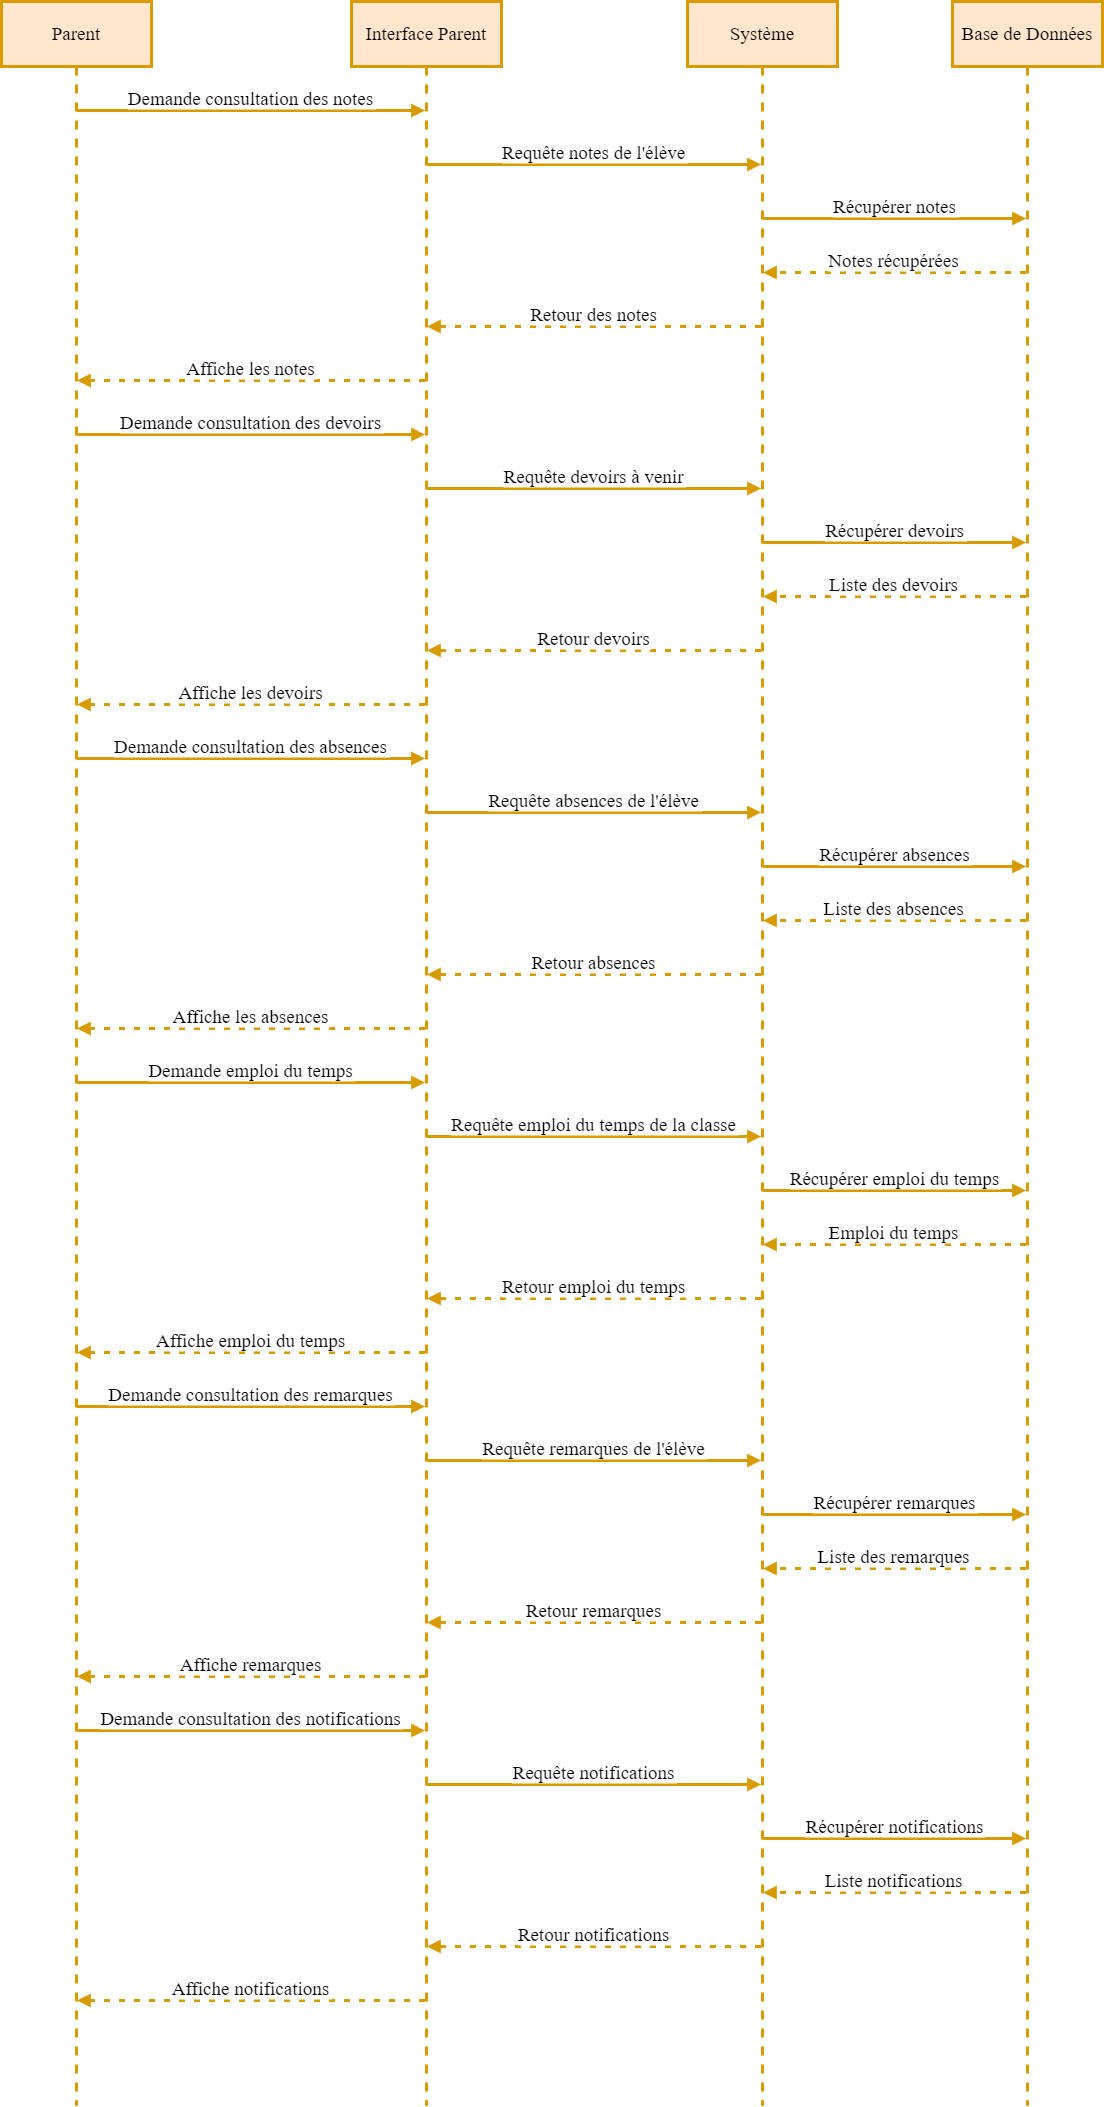 Parent
Interface Parent
Système
Base de Données
Demande consultation des notes
Requête notes de l'élève
Récupérer notes
Notes récupérées
Retour des notes
Affiche les notes
Demande consultation des devoirs
Requête devoirs à venir
Récupérer devoirs
Liste des devoirs
Retour devoirs
Affiche les devoirs
Demande consultation des absences
Requête absences de l'élève
Récupérer absences
Liste des absences
Retour absences
Affiche les absences
Demande emploi du temps
Requête emploi du temps de la classe
Récupérer emploi du temps
Emploi du temps
Retour emploi du temps
Affiche emploi du temps
Demande consultation des remarques
Requête remarques de l'élève
Récupérer remarques
Liste des remarques
Retour remarques
Affiche remarques
Demande consultation des notifications
Requête notifications
Récupérer notifications
Liste notifications
Retour notifications
Affiche notifications